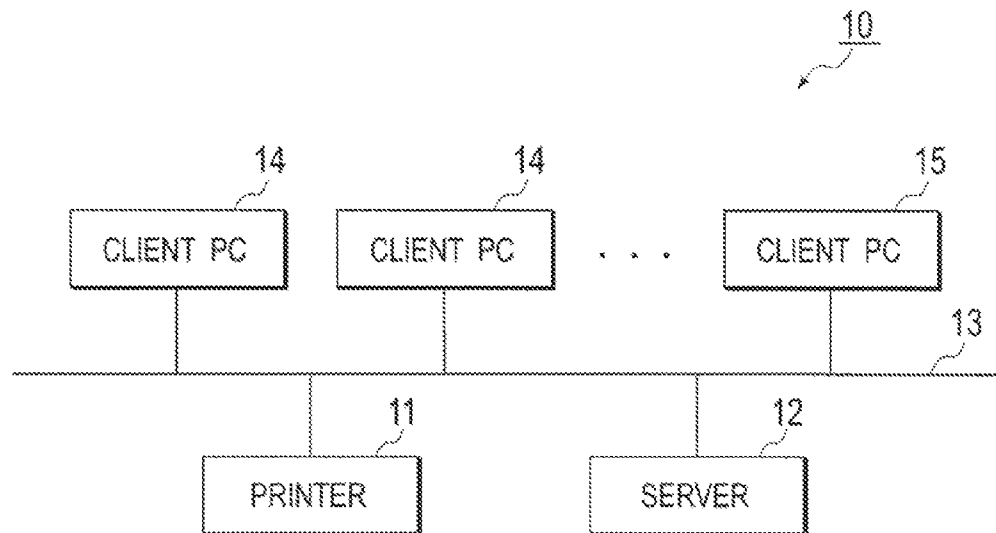 10
14 14 15
CLIENT PC CLIENT PC . . . CLIENT PC
13
11 12
PRINTER SERVER